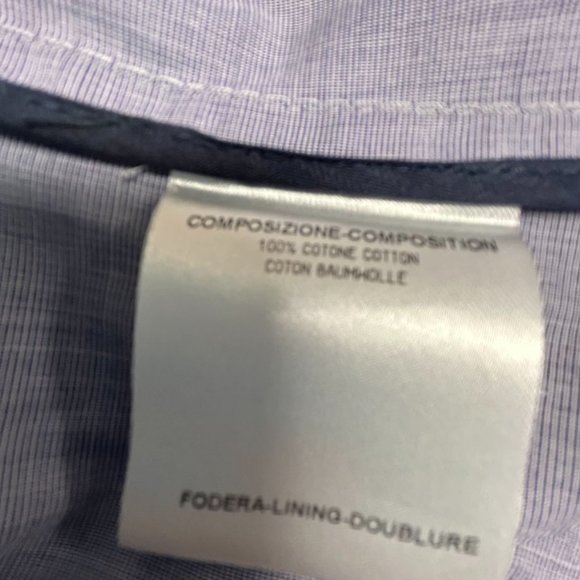 COMPOSIZIONE-COMPOSITION
100% COTONE COTTON
COTON BAUMWOLLE
FODERA-LINING-DOUBLURE